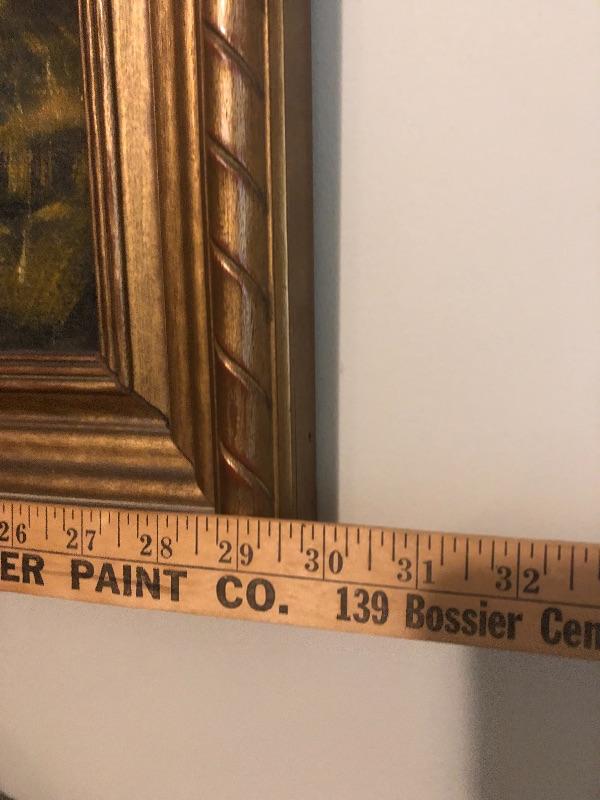 26 27 28 29 30 31 32
ER PAINT CO. 139 Bossier Cen